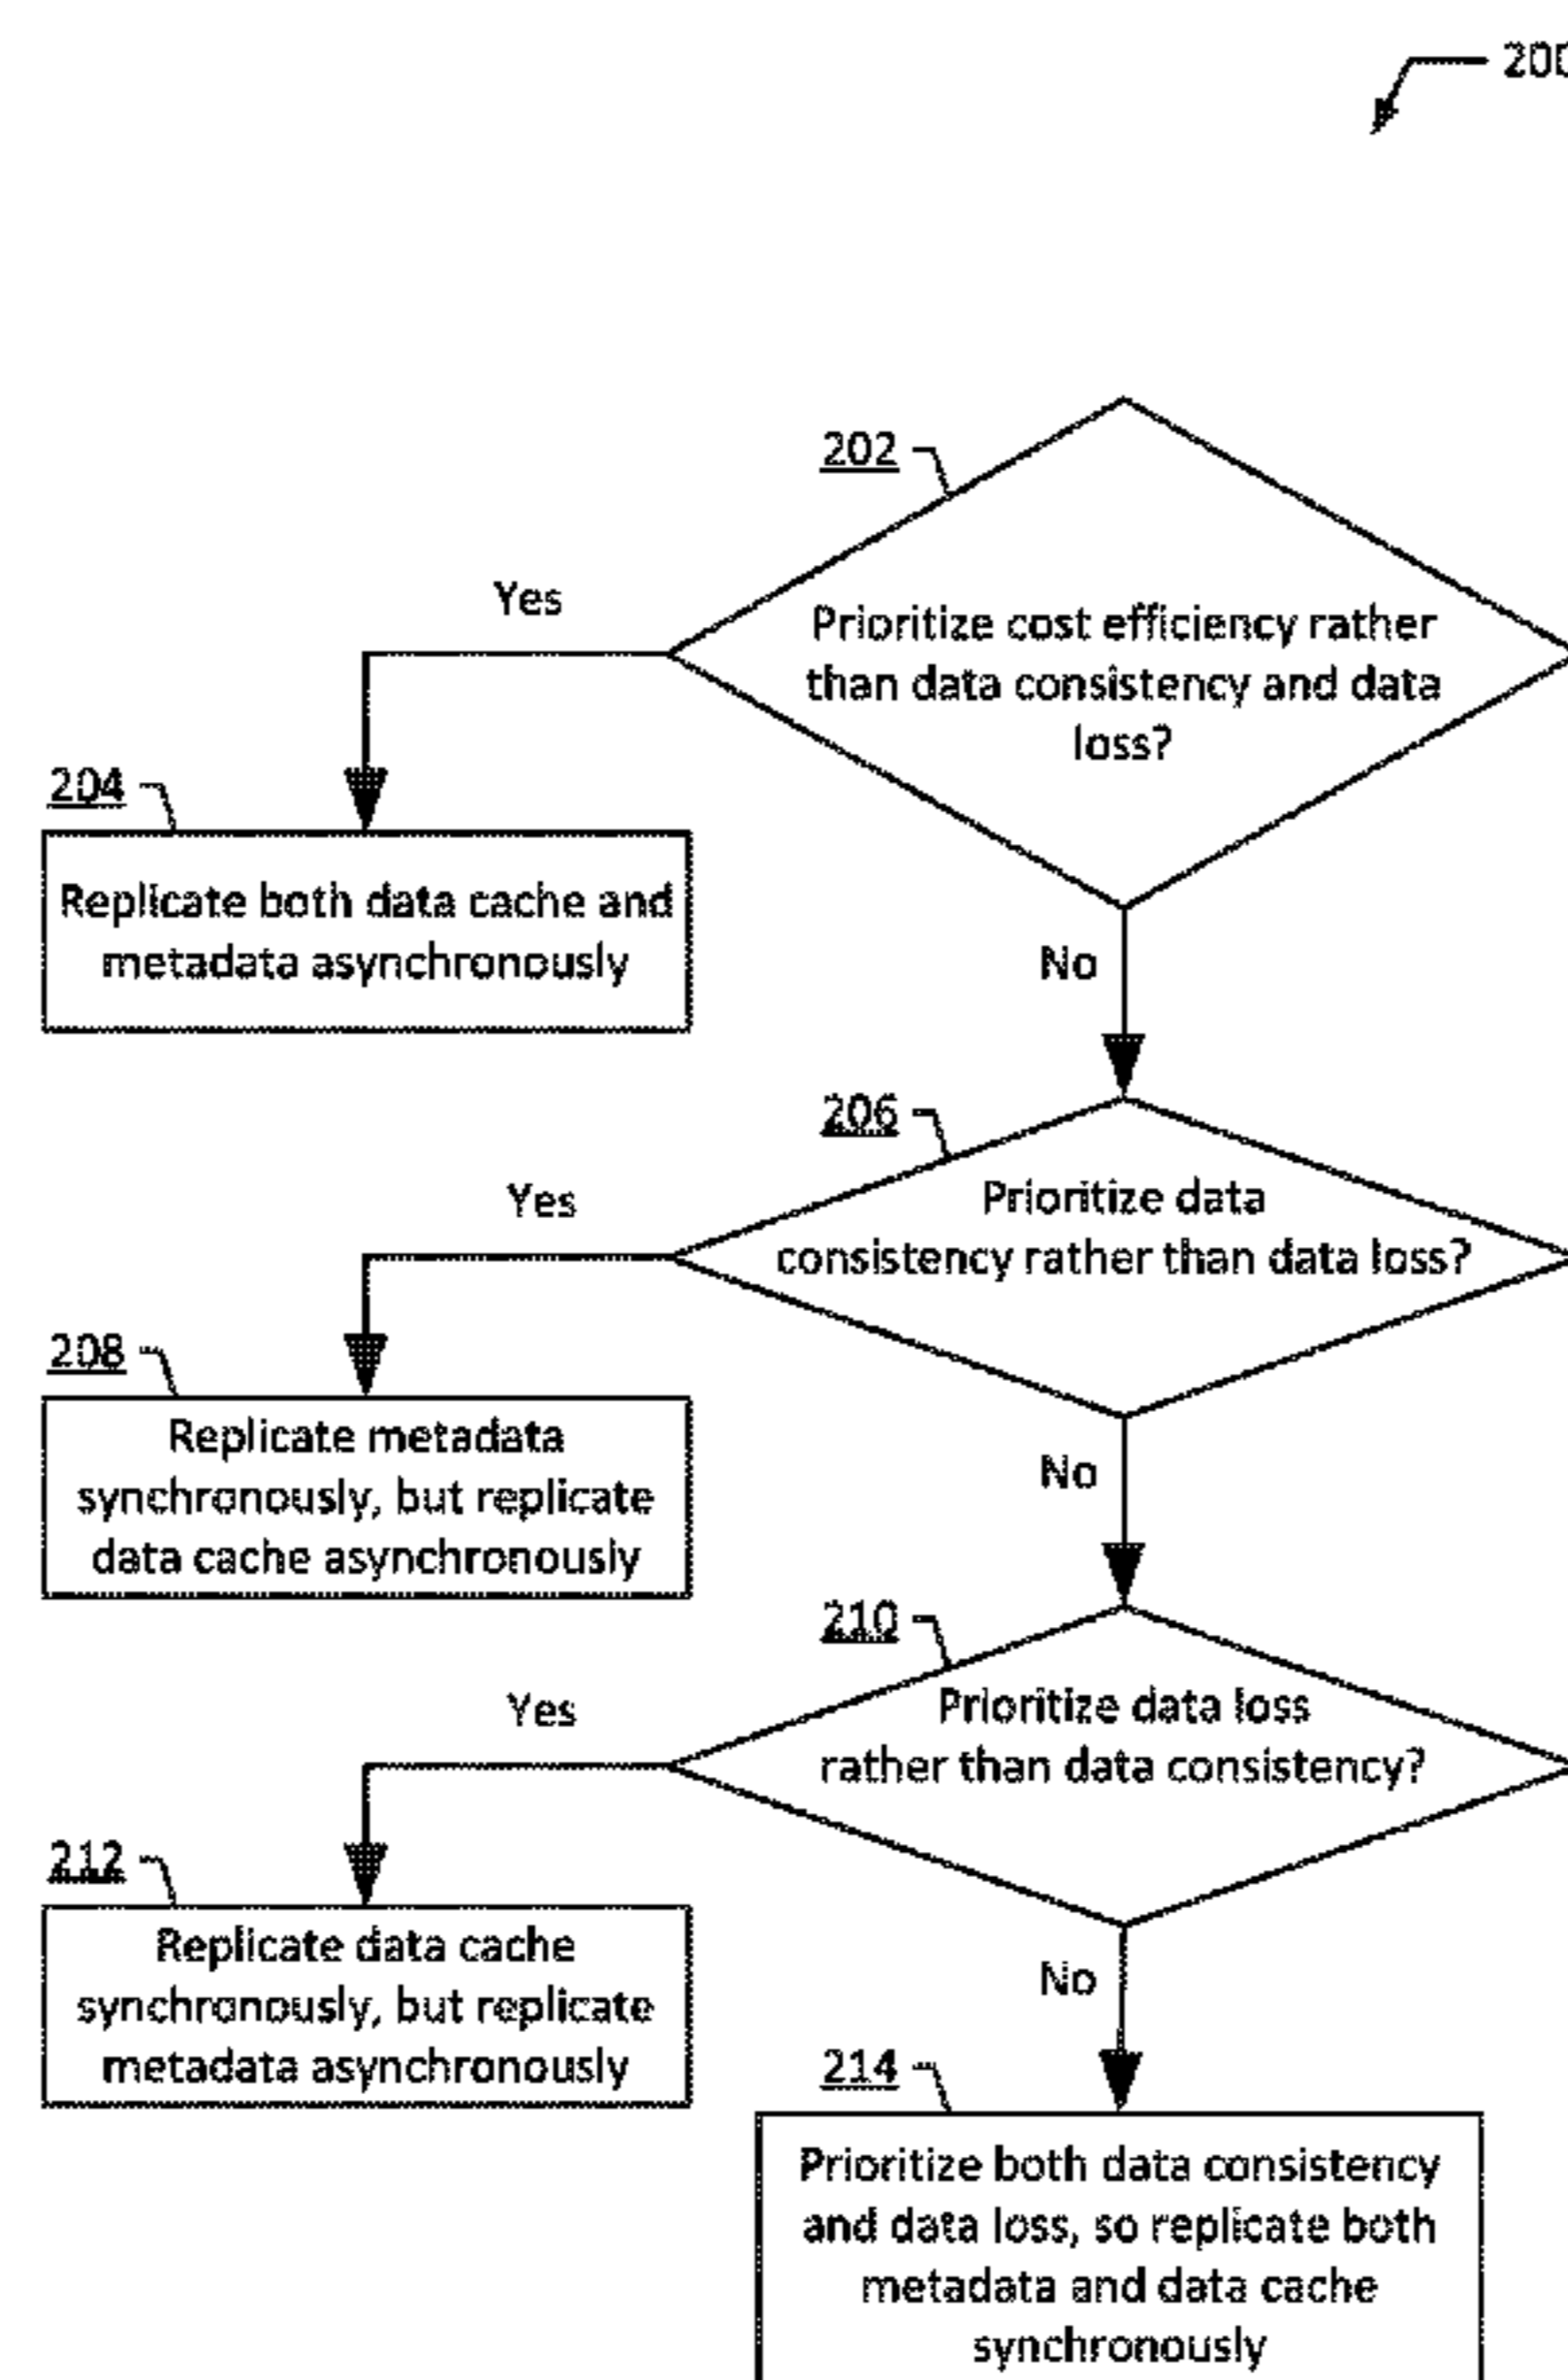 200
202
Prioritize cost efficiency rather
than data consistency and data
loss?
Yes
204
Replicate both data cache and
metadata asynchronously
No
206
Prioritize data
consistency rather than data loss?
Yes
208
Replicate metadata
synchronously, but replicate
data cache asynchronously
No
210
Prioritize data loss
rather than data consistency?
Yes
212
Replicate data cache
synchronously, but replicate
metadata asynchronously
No
214
Prioritize both data consistency
and data loss, so replicate both
metadata and data cache
synchronously